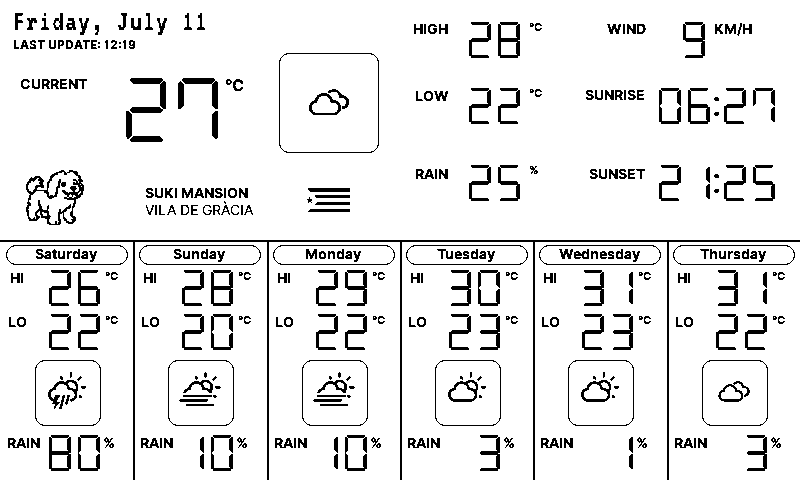 Friday, July 11
LAST UPDATE: 12:19
CURRENT 27 °C
HIGH 28 °C
WIND 9 KM/H
LOW 22 °C
SUNRISE 06:27
RAIN 25 %
SUNSET 21:25
SUKI MANSION
VILA DE GRÀCIA
Saturday
HI 26 °C
LO 22 °C
RAIN 80 %
Sunday
HI 28 °C
LO 20 °C
RAIN 10 %
Monday
HI 29 °C
LO 22 °C
RAIN 10 %
Tuesday
HI 30 °C
LO 23 °C
RAIN 3 %
Wednesday
HI 31 °C
LO 23 °C
RAIN 1 %
Thursday
HI 31 °C
LO 22 °C
RAIN 3 %